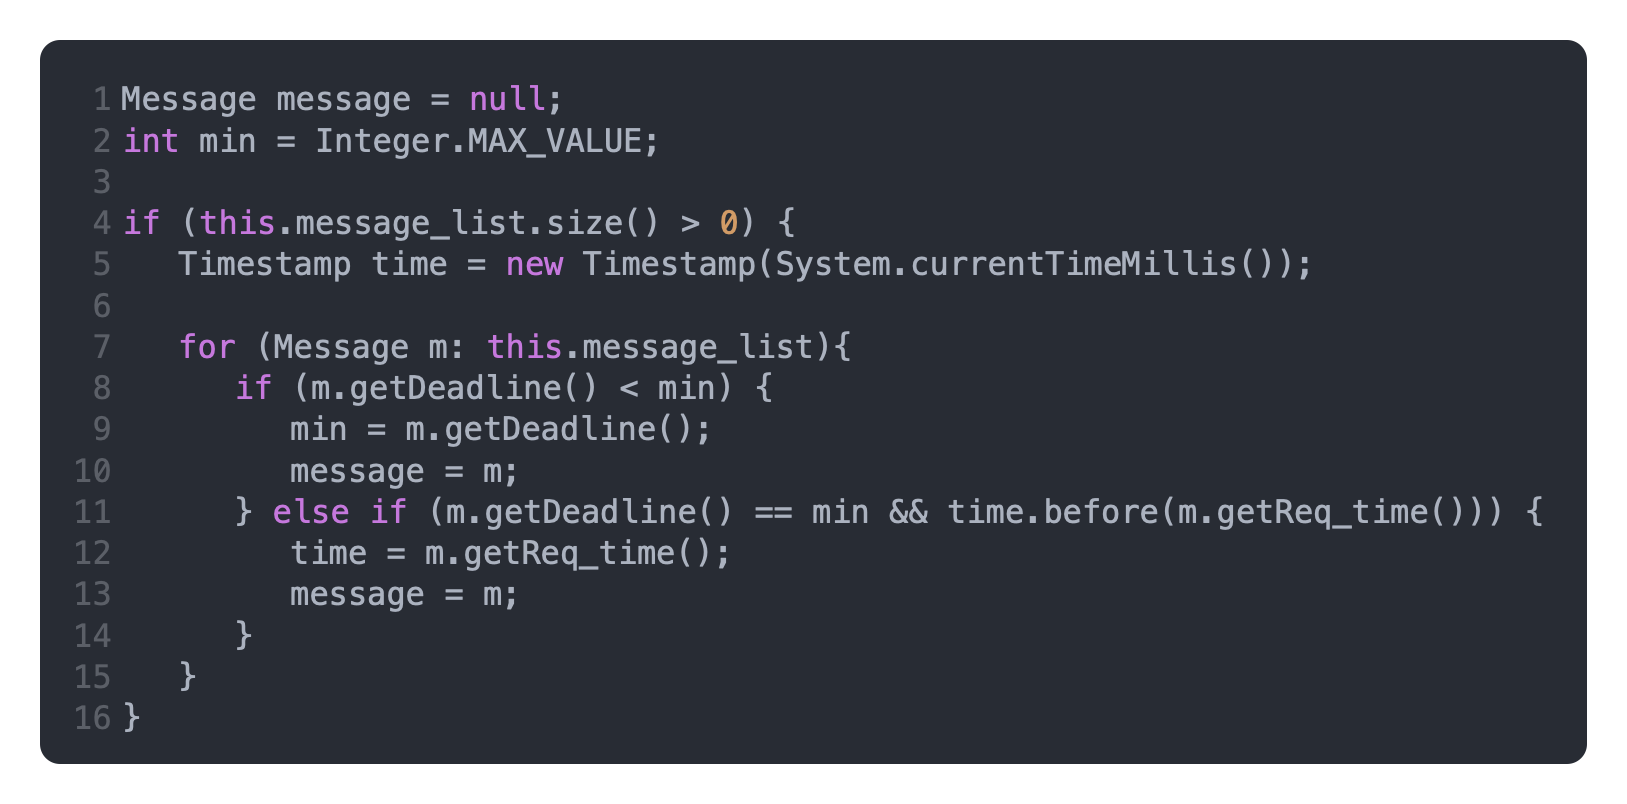 1 Message message = null;
2 int min = Integer.MAX_VALUE;
3
4 if (this.message_list.size() > 0) {
5    Timestamp time = new Timestamp(System.currentTimeMillis());
6
7    for (Message m: this.message_list){
8       if (m.getDeadline() < min) {
9          min = m.getDeadline();
10          message = m;
11       } else if (m.getDeadline() == min && time.before(m.getReq_time())) {
12          time = m.getReq_time();
13          message = m;
14       }
15    }
16 }